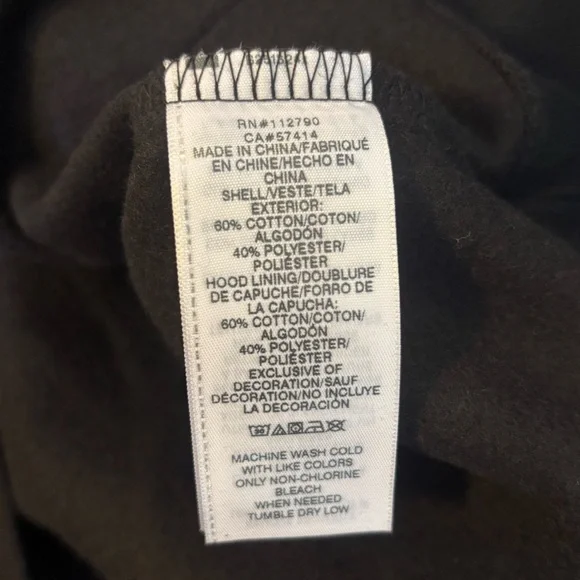 RN#112790
CA#57414
MADE IN CHINA/FABRIQUÉ
EN CHINE/HECHO EN
CHINA
SHELL/VESTE/TELA
EXTERIOR:
60% COTTON/COTON/
ALGODÓN
40% POLYESTER/
POLIÉSTER
HOOD LINING/DOUBLURE
DE CAPUCHE/FORRO DE
LA CAPUCHA:
60% COTTON/COTON/
ALGODÓN
40% POLYESTER/
POLIÉSTER
EXCLUSIVE OF
DECORATION/SAUF
DÉCORATION/NO INCLUYE
LA DECORACIÓN
MACHINE WASH COLD
WITH LIKE COLORS
ONLY NON-CHLORINE
BLEACH
WHEN NEEDED
TUMBLE DRY LOW